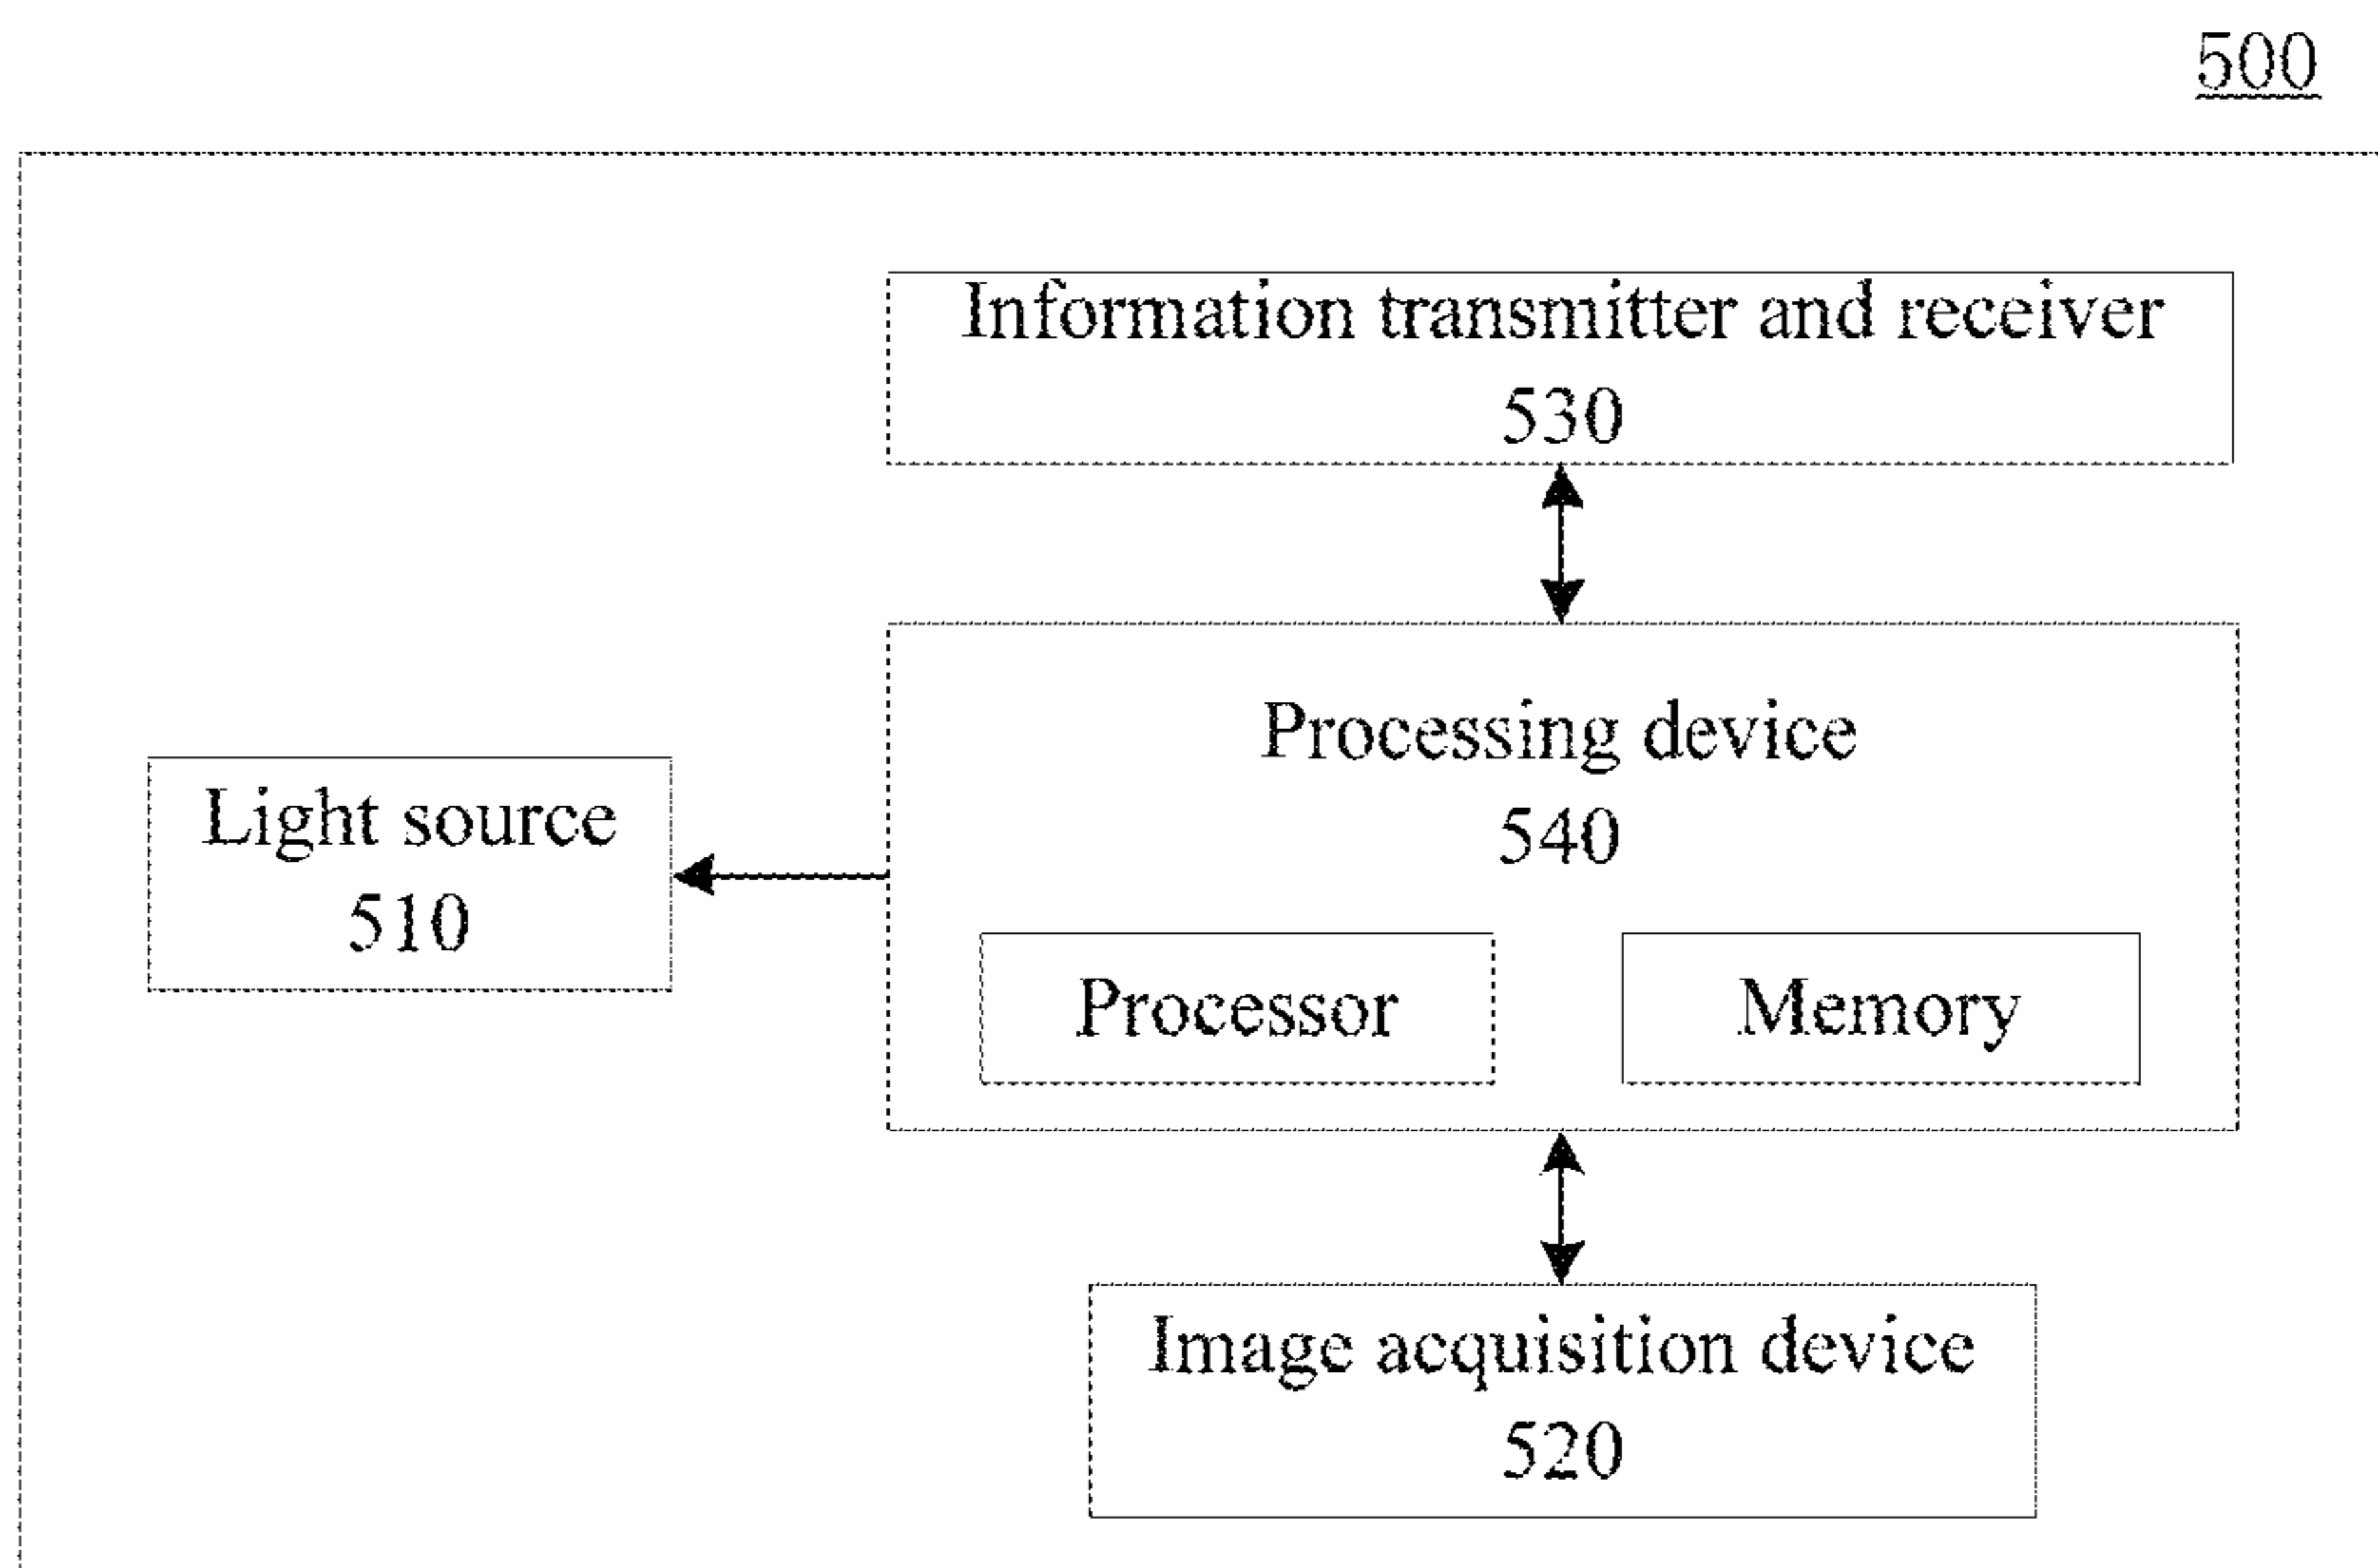 500
Information transmitter and receiver
530
Processing device
540
Light source
510
Processor
Memory
Image acquisition device
520